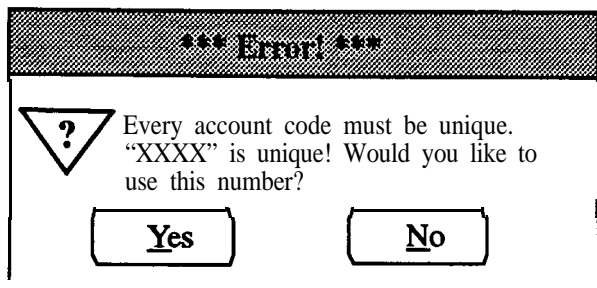 *** Error! ***
?
Every account code must be unique.
“XXXX” is unique! Would you like to
use this number?
Yes No